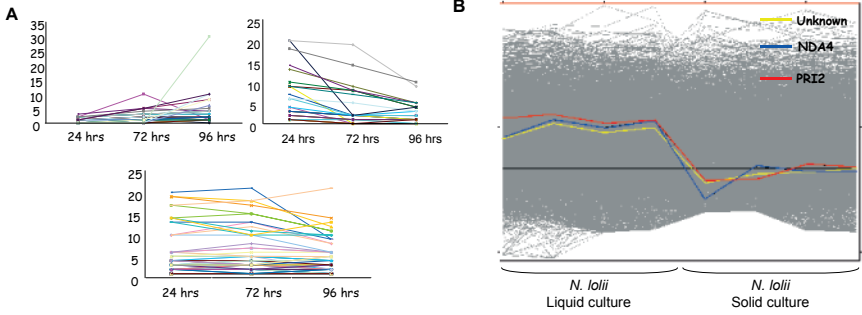 A
35
30
25
20
15
10
5
0
24 hrs 72 hrs 96 hrs
25
20
15
10
5
0
24 hrs 72 hrs 96 hrs
25
20
15
10
5
0
24 hrs 72 hrs 96 hrs
B
Unknown
NDA4
PRI2
N. lolii
Liquid culture
N. lolii
Solid culture